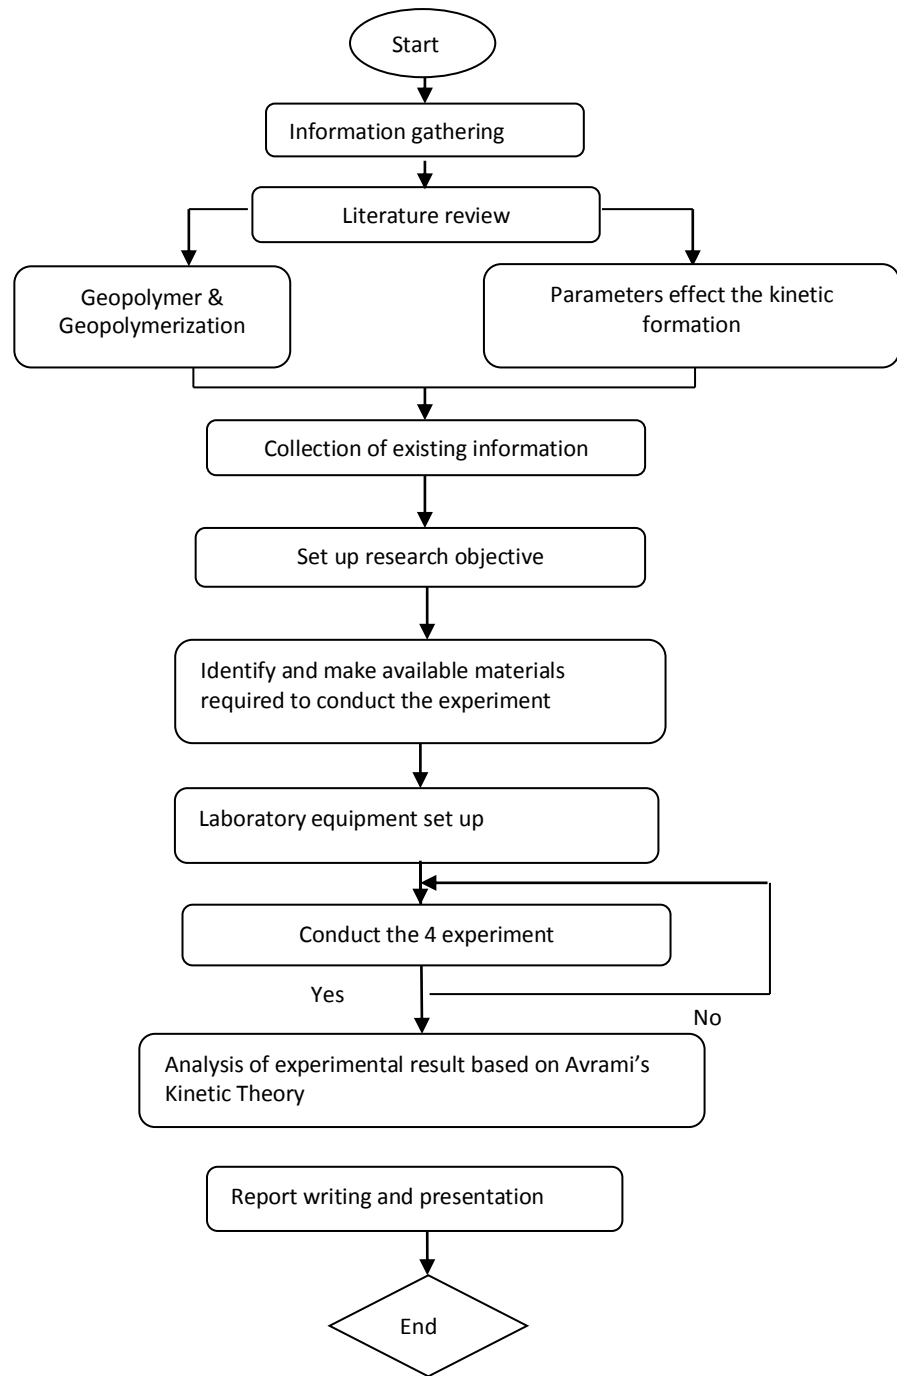 Start
Information gathering
Literature review
Geopolymer &
Geopolymerization
Parameters effect the kinetic
formation
Collection of existing information
Set up research objective
Identify and make available materials
required to conduct the experiment
Laboratory equipment set up
Conduct the 4 experiment
Yes
No
Analysis of experimental result based on Avrami’s
Kinetic Theory
Report writing and presentation
End